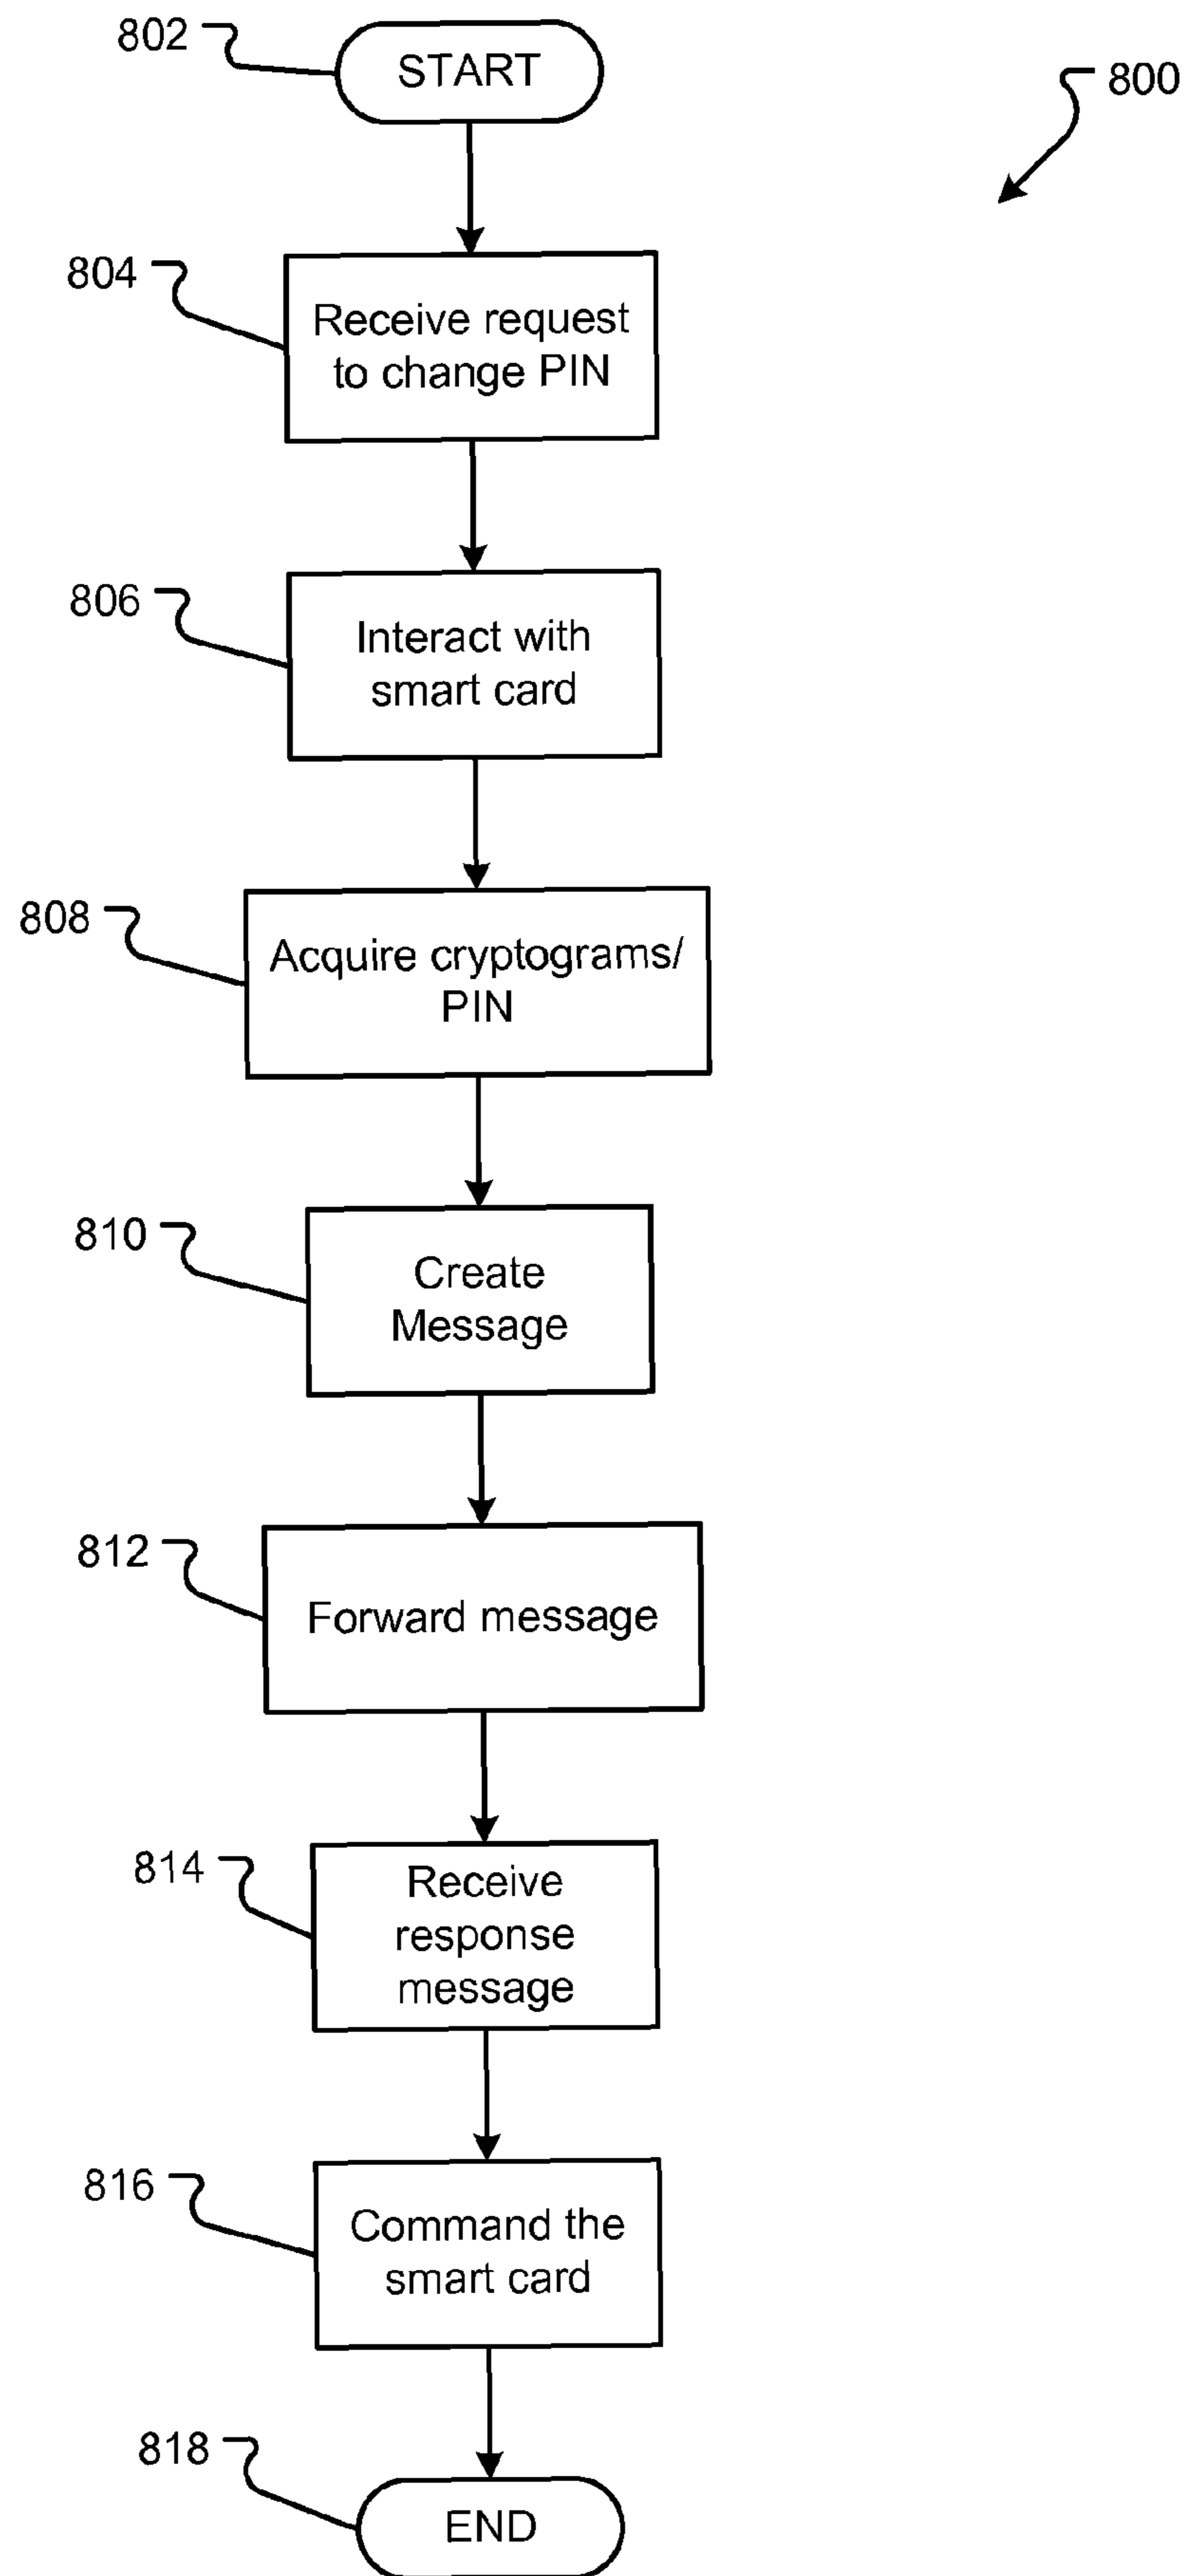 802
START
800
804
Receive request
to change PIN
806
Interact with
smart card
808
Acquire cryptograms/
PIN
810
Create
Message
812
Forward message
814
Receive
response
message
816
Command the
smart card
818
END